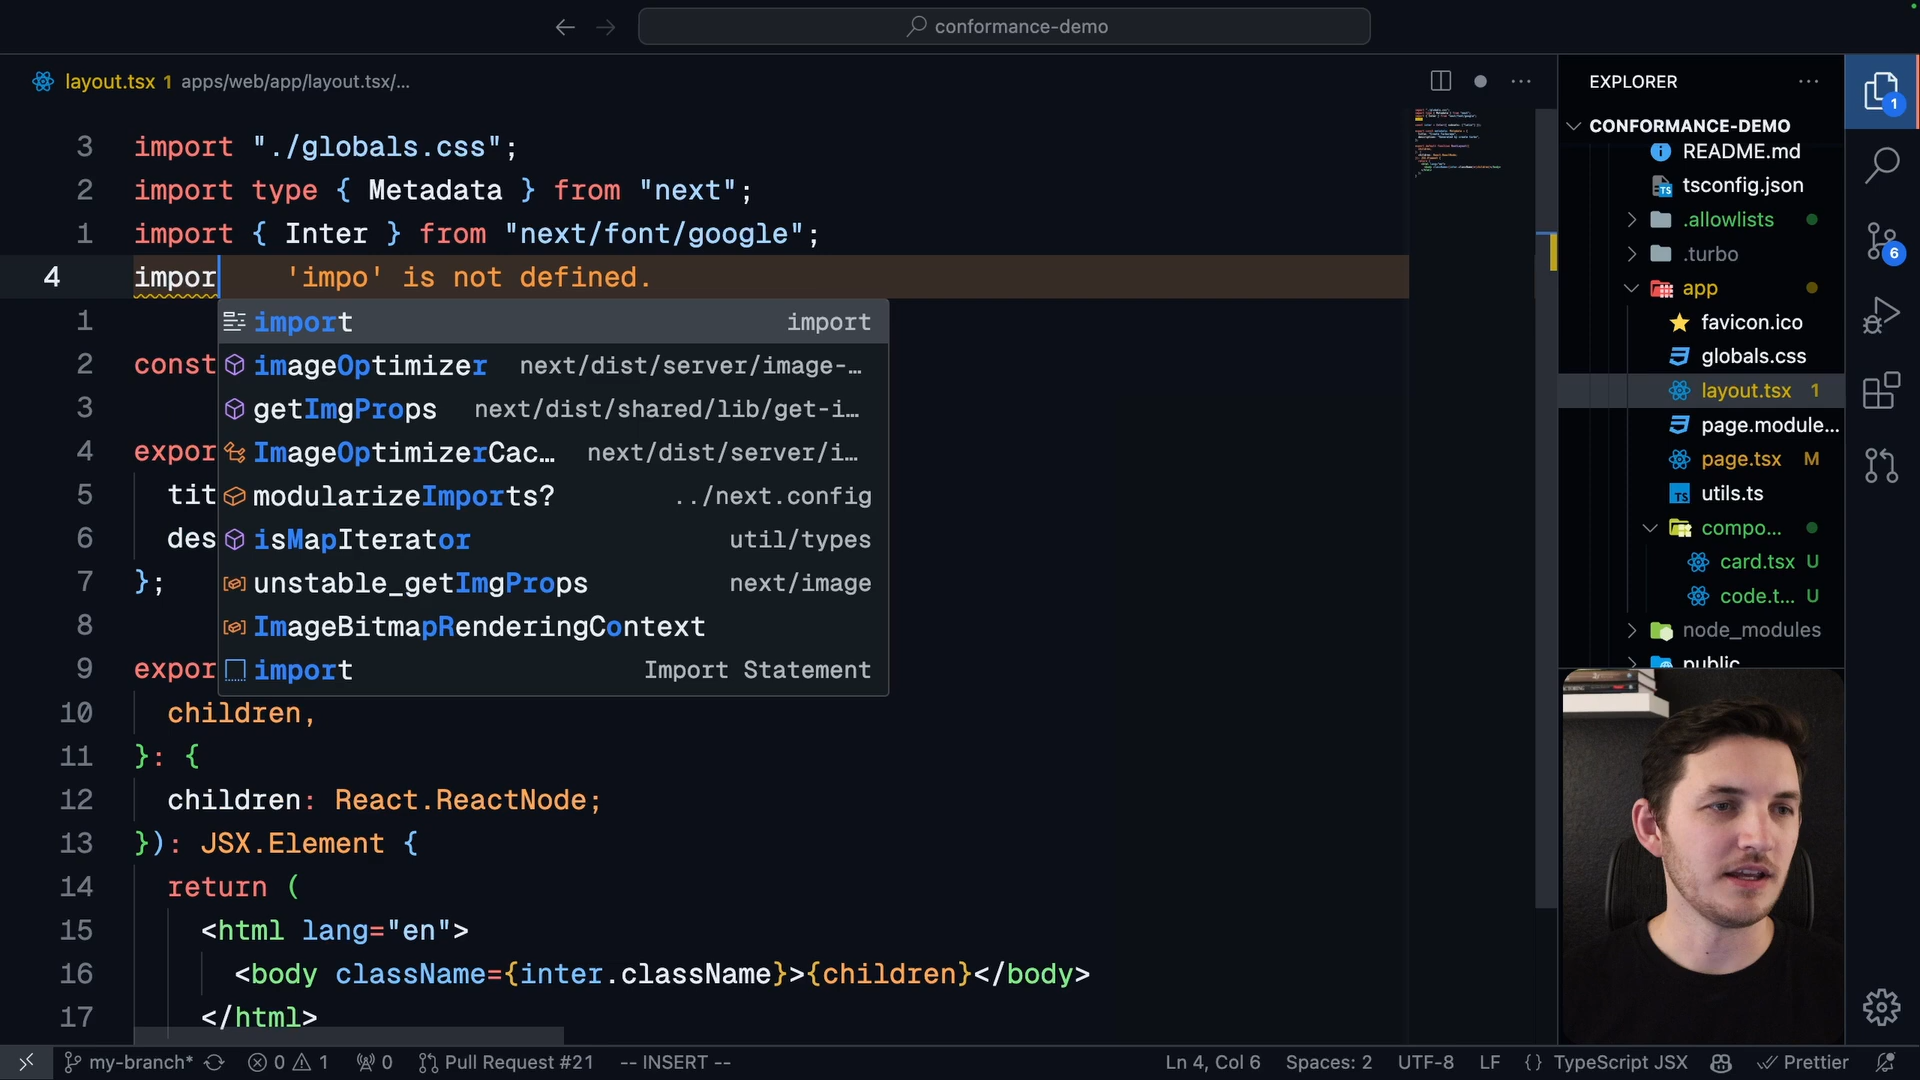 conformance-demo
layout.tsx 1 apps/web/app/layout.tsx/...
3 import "./globals.css";
2 import type { Metadata } from "next";
1 import { Inter } from "next/font/google";
4 impor 'impo' is not defined.
1 import import
2 const imageOptimizer next/dist/server/image-…
3 getImgProps next/dist/shared/lib/get-i…
4 expor ImageOptimizerCac… next/dist/server/i…
5 tit modularizeImports? ../next.config
6 des isMapIterator util/types
7 }; unstable_getImgProps next/image
8 ImageBitmapRenderingContext
9 expor import Import Statement
10 children,
11 }: {
12 children: React.ReactNode;
13 }): JSX.Element {
14 return (
15 <html lang="en">
16 <body className={inter.className}>{children}</body>
17 </html>
EXPLORER
CONFORMANCE-DEMO
README.md
tsconfig.json
.allowlists
.turbo
app
favicon.ico
globals.css
layout.tsx 1
page.module...
page.tsx M
utils.ts
compo...
card.tsx U
code.t... U
node_modules
public
1
6
my-branch* 0 1 0 Pull Request #21 -- INSERT -- Ln 4, Col 6 Spaces: 2 UTF-8 LF {} TypeScript JSX Prettier